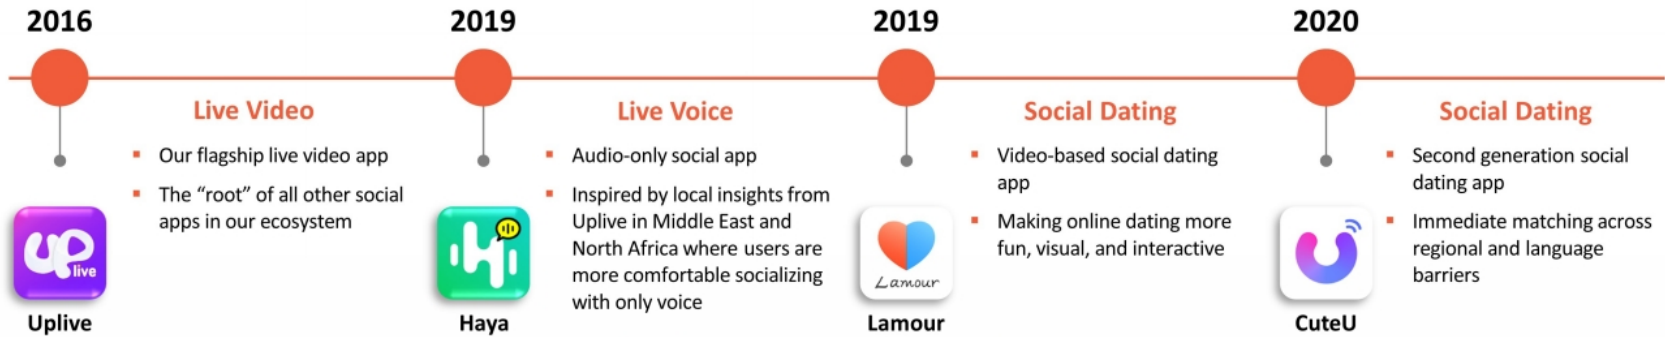 2016
2019
2019
2020
Live Video
Our flagship live video app
The “root” of all other social
apps in our ecosystem
up
live
Uplive
Live Voice
Audio-only social app
Inspired by local insights from
Uplive in Middle East and
North Africa where users are
more comfortable socializing
with only voice
Haya
Social Dating
Video-based social dating
app
Making online dating more
fun, visual, and interactive
Lamour
Lamour
Social Dating
Second generation social
dating app
Immediate matching across
regional and language
barriers
CuteU